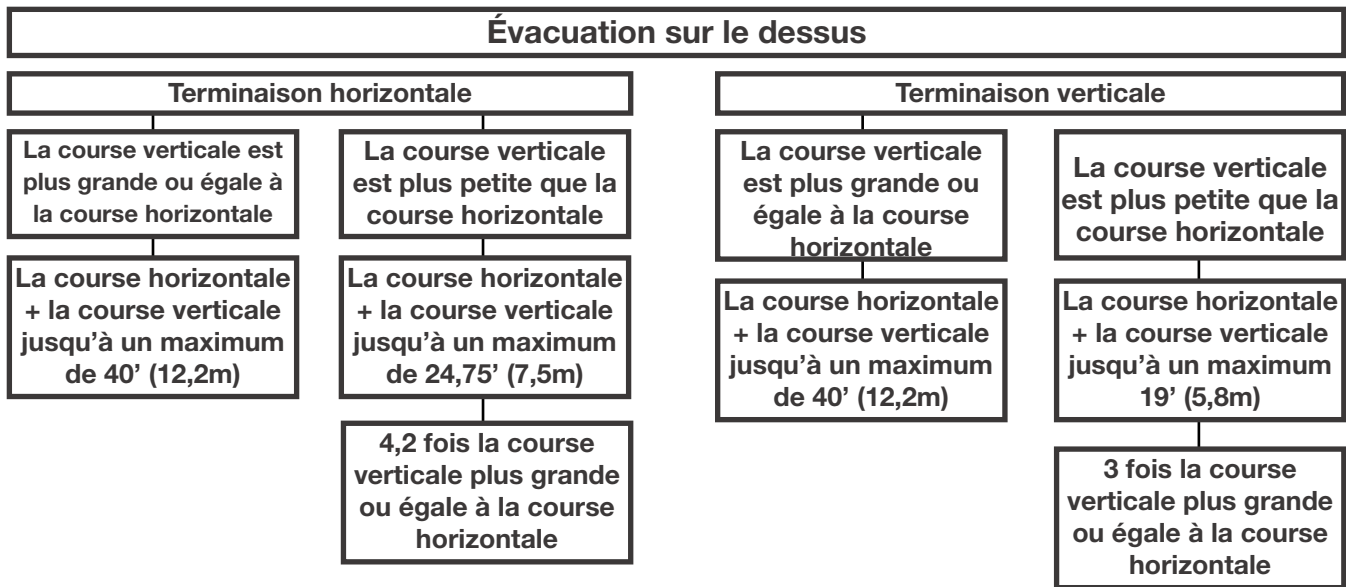 Évacuation sur le dessus
Terminaison horizontale
La course verticale est
plus grande ou égale à
la course horizontale
La course horizontale
+ la course verticale
jusqu’à un maximum
de 40’ (12,2m)
La course verticale
est plus petite que la
course horizontale
La course horizontale
+ la course verticale
jusqu’à un maximum
de 24,75’ (7,5m)
4,2 fois la course
verticale plus grande
ou égale à la course
horizontale
Terminaison verticale
La course verticale
est plus grande ou
égale à la course
horizontale
La course horizontale
+ la course verticale
jusqu’à un maximum
de 40’ (12,2m)
La course verticale
est plus petite que la
course horizontale
La course horizontale
+ la course verticale
jusqu’à un maximum
19’ (5,8m)
3 fois la course
verticale plus grande
ou égale à la course
horizontale